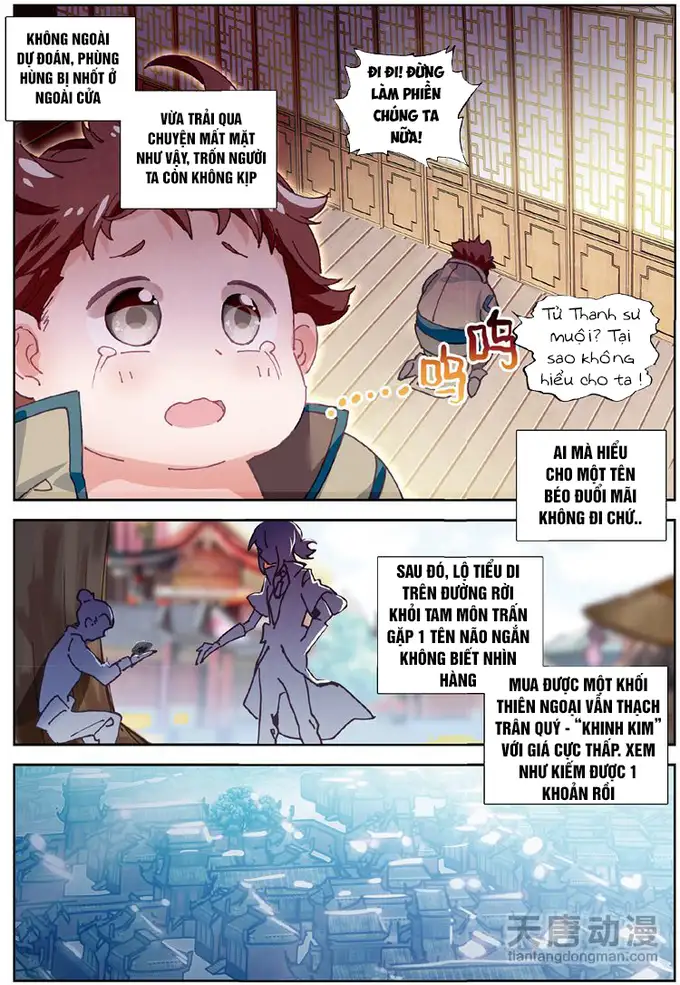 KHÔNG NGOÀI
DỰ ĐOÁN, PHÙNG
HÙNG BỊ NHỐT Ở
NGOÀI CỬA
VỪA TRẢI QUA
CHUYỆN MẤT MẶT
NHƯ VẬY, TRỐN NGƯỜI
TA CÒN KHÔNG KỊP
ĐI ĐI! ĐỪNG
LÀM PHIỀN
CHÚNG TA
NỮA!
Tử Thanh sư
muội? Tại
sao không
hiểu cho ta !
呜 呜
AI MÀ HIỂU
CHO MỘT TÊN
BÉO ĐUỔI MÃI
KHÔNG ĐI CHỨ..
SAU ĐÓ, LỘ TIỂU DI
TRÊN ĐƯỜNG RỜI
KHỎI TAM MÔN TRẤN
GẶP 1 TÊN NÃO NGẮN
KHÔNG BIẾT NHÌN
HÀNG
MUA ĐƯỢC MỘT KHỐI
THIÊN NGOẠI VẪN THẠCH
TRÂN QUÝ - “KHINH KIM”
VỚI GIÁ CỰC THẤP. XEM
NHƯ KIẾM ĐƯỢC 1
KHOẢN RỒI
天唐动漫
tiantangdongman.com